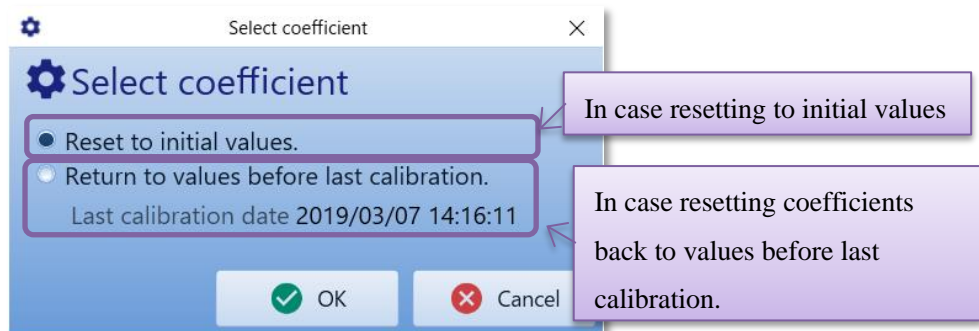 Select coefficient
Select coefficient
Reset to initial values.
Return to values before last calibration.
Last calibration date 2019/03/07 14:16:11
OK
Cancel
In case resetting to initial values
In case resetting coefficients
back to values before last
calibration.